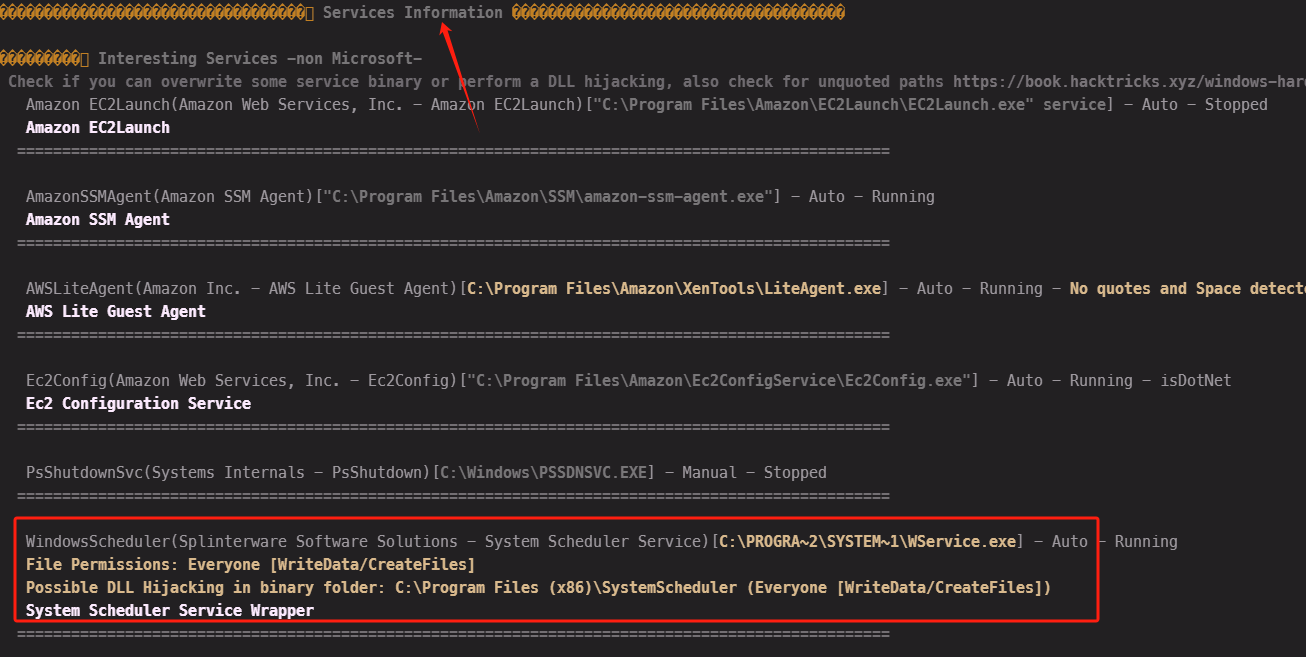 Services Information
Interesting Services -non Microsoft-
Check if you can overwrite some service binary or perform a DLL hijacking, also check for unquoted paths https://book.hacktricks.xyz/windows-har
Amazon EC2Launch(Amazon Web Services, Inc. - Amazon EC2Launch)["C:\Program Files\Amazon\EC2Launch\EC2Launch.exe" service] - Auto - Stopped
Amazon EC2Launch
=================================================================================================
AmazonSSMAgent(Amazon SSM Agent)["C:\Program Files\Amazon\SSM\amazon-ssm-agent.exe"] - Auto - Running
Amazon SSM Agent
=================================================================================================
AWSLiteAgent(Amazon Inc. - AWS Lite Guest Agent)[C:\Program Files\Amazon\XenTools\LiteAgent.exe] - Auto - Running - No quotes and Space detect
AWS Lite Guest Agent
=================================================================================================
Ec2Config(Amazon Web Services, Inc. - Ec2Config)["C:\Program Files\Amazon\Ec2ConfigService\Ec2Config.exe"] - Auto - Running - isDotNet
Ec2 Configuration Service
=================================================================================================
PsShutdownSvc(Systems Internals - PsShutdown)[C:\Windows\PSSDNSVC.EXE] - Manual - Stopped
=================================================================================================
WindowsScheduler(Splinterware Software Solutions - System Scheduler Service)[C:\PROGRA~2\SYSTEM~1\WService.exe] - Auto - Running
File Permissions: Everyone [WriteData/CreateFiles]
Possible DLL Hijacking in binary folder: C:\Program Files (x86)\SystemScheduler (Everyone [WriteData/CreateFiles])
System Scheduler Service Wrapper
=================================================================================================